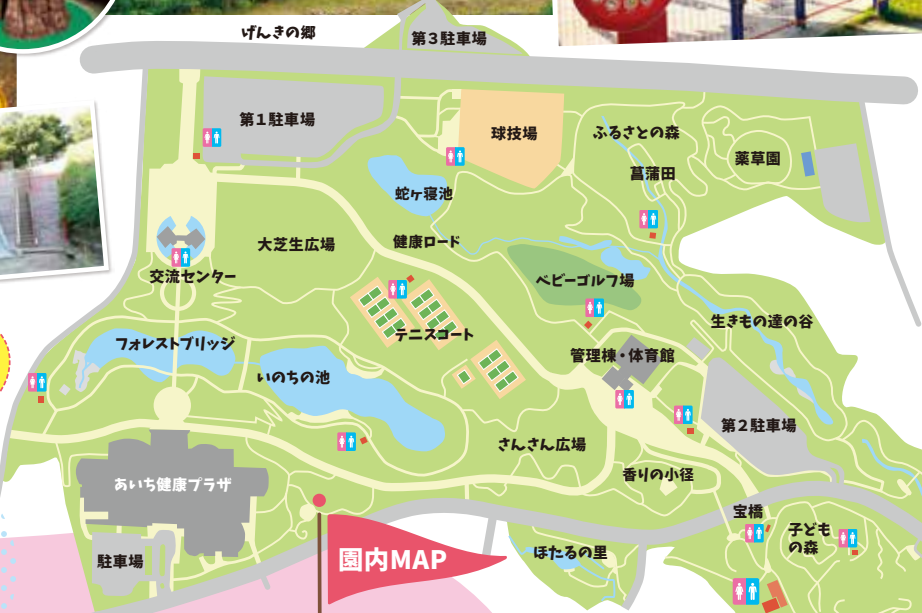 げんきの郷
第3駐車場
第1駐車場
球技場
ふるさとの森
薬草園
菖蒲田
蛇ヶ寝池
大芝生広場
健康ロード
交流センター
ベビーゴルフ場
生きもの達の谷
テニスコート
フォレストブリッジ
管理棟・体育館
いのちの池
第2駐車場
さんさん広場
香りの小径
あいち健康プラザ
宝橋
子ども
の森
ほたるの里
駐車場
園内MAP